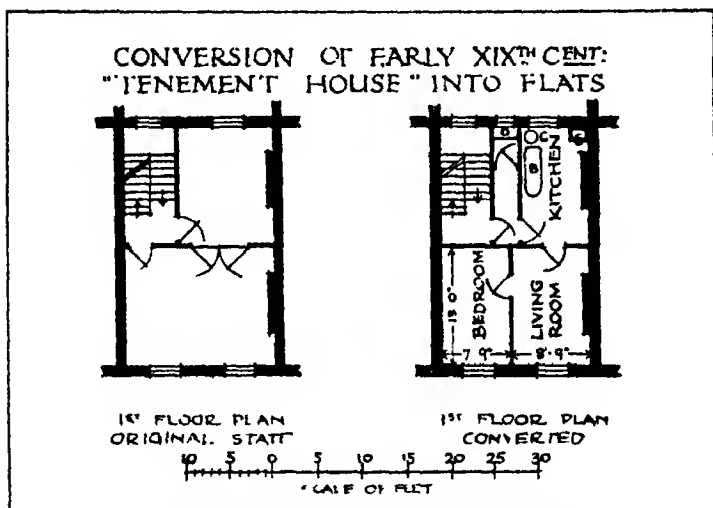 CONVERSION OF EARLY XIXTH CENT:
"TENEMENT HOUSE" INTO FLATS
C
B
KITCHEN
BEDROOM
LIVING
ROOM
13'0"
7'9"
8'-9"
1ST FLOOR PLAN
ORIGINAL STATE
1ST FLOOR PLAN
CONVERTED
10 5 0 5 10 15 20 25 30
SCALE OF FEET